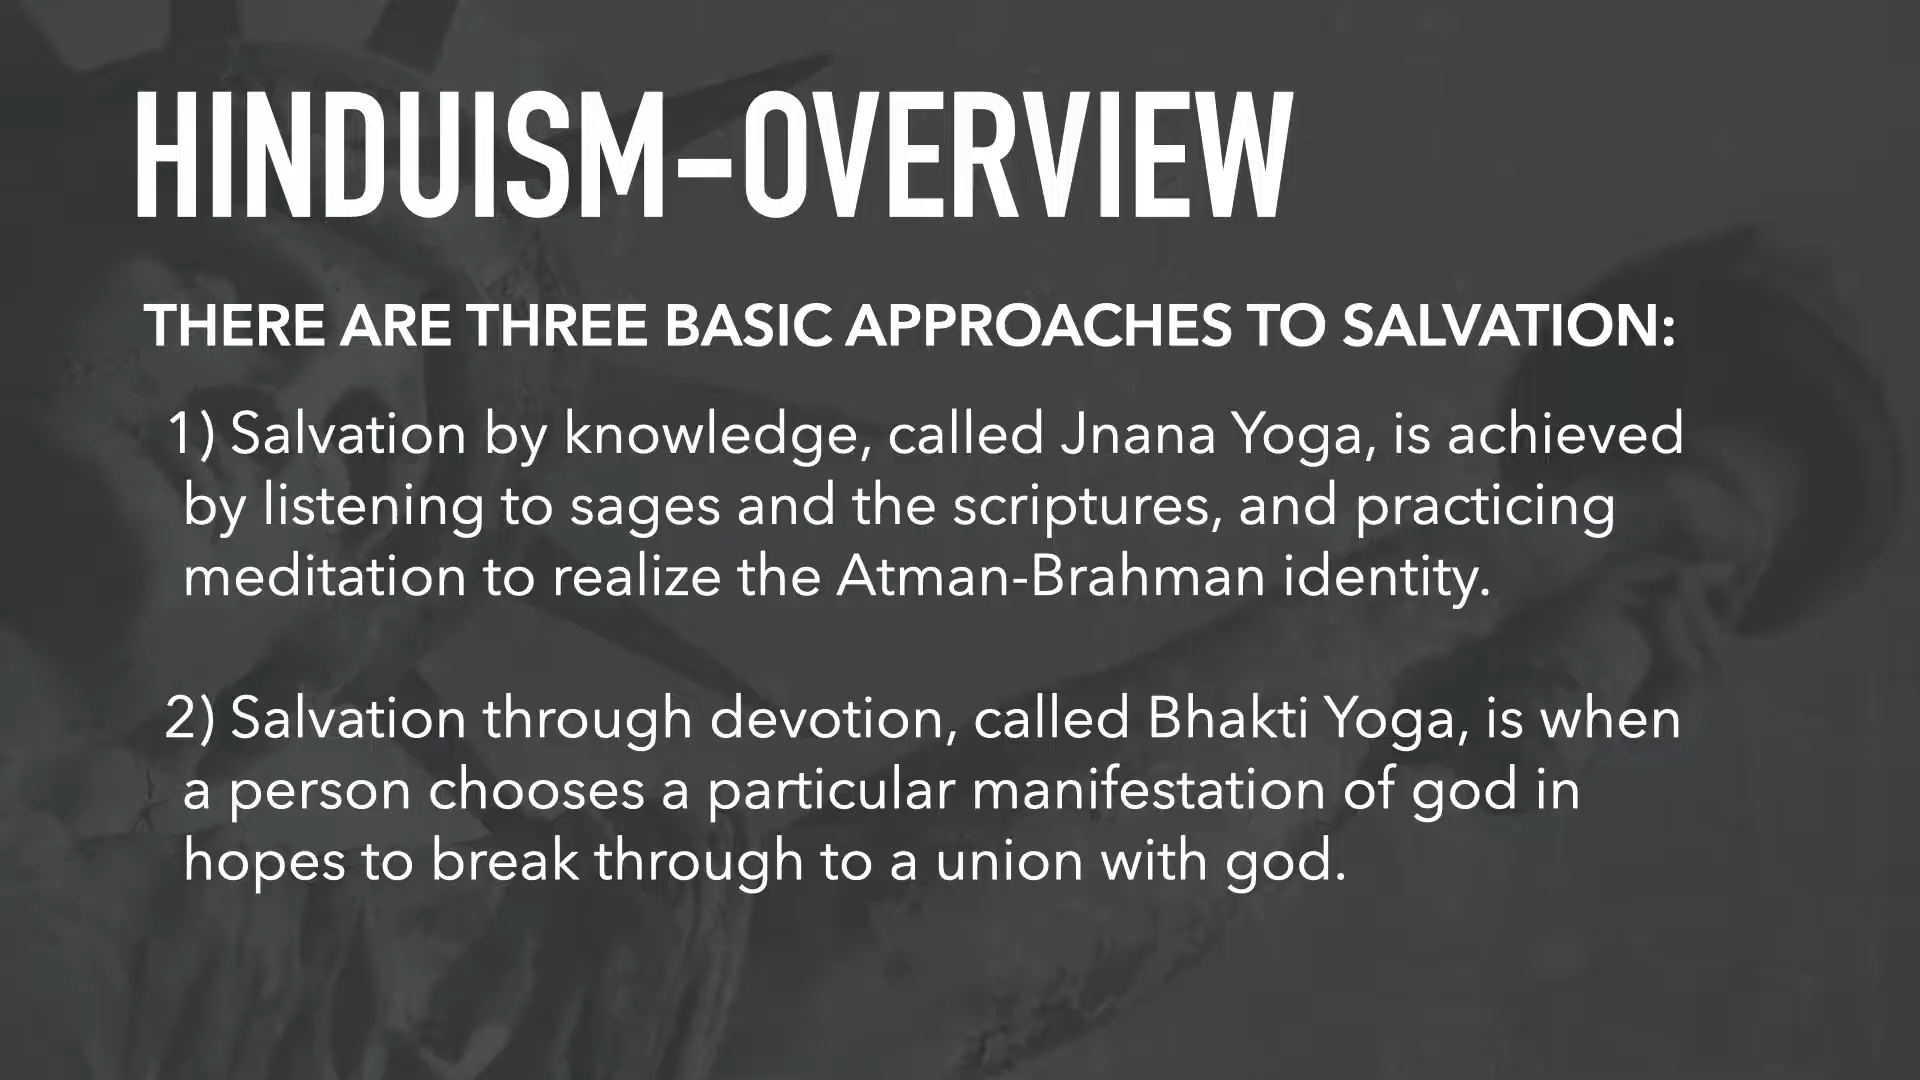 HINDUISM-OVERVIEW
THERE ARE THREE BASIC APPROACHES TO SALVATION:
1) Salvation by knowledge, called Jnana Yoga, is achieved
by listening to sages and the scriptures, and practicing
meditation to realize the Atman-Brahman identity.
2) Salvation through devotion, called Bhakti Yoga, is when
a person chooses a particular manifestation of god in
hopes to break through to a union with god.